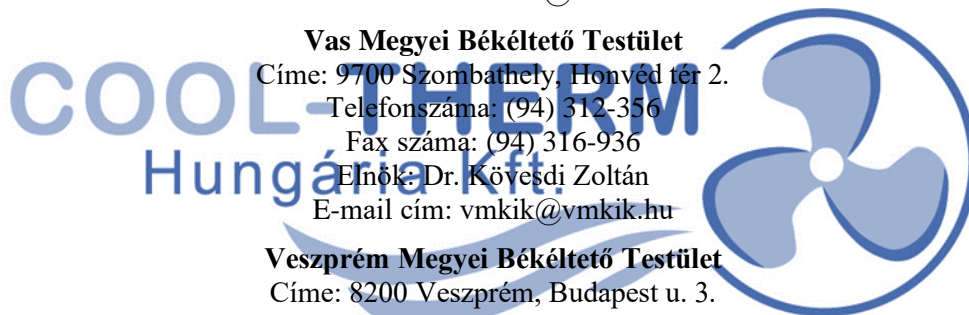 Vas Megyei Békéltető Testület
Címe: 9700 Szombathely, Honvéd tér 2.
Telefonszáma: (94) 312-356
Fax száma: (94) 316-936
Elnök: Dr. Kövesdi Zoltán
E-mail cím: vmkik@vmkik.hu
Veszprém Megyei Békéltető Testület
Címe: 8200 Veszprém, Budapest u. 3.
COOL-THERM
Hungária Kft.